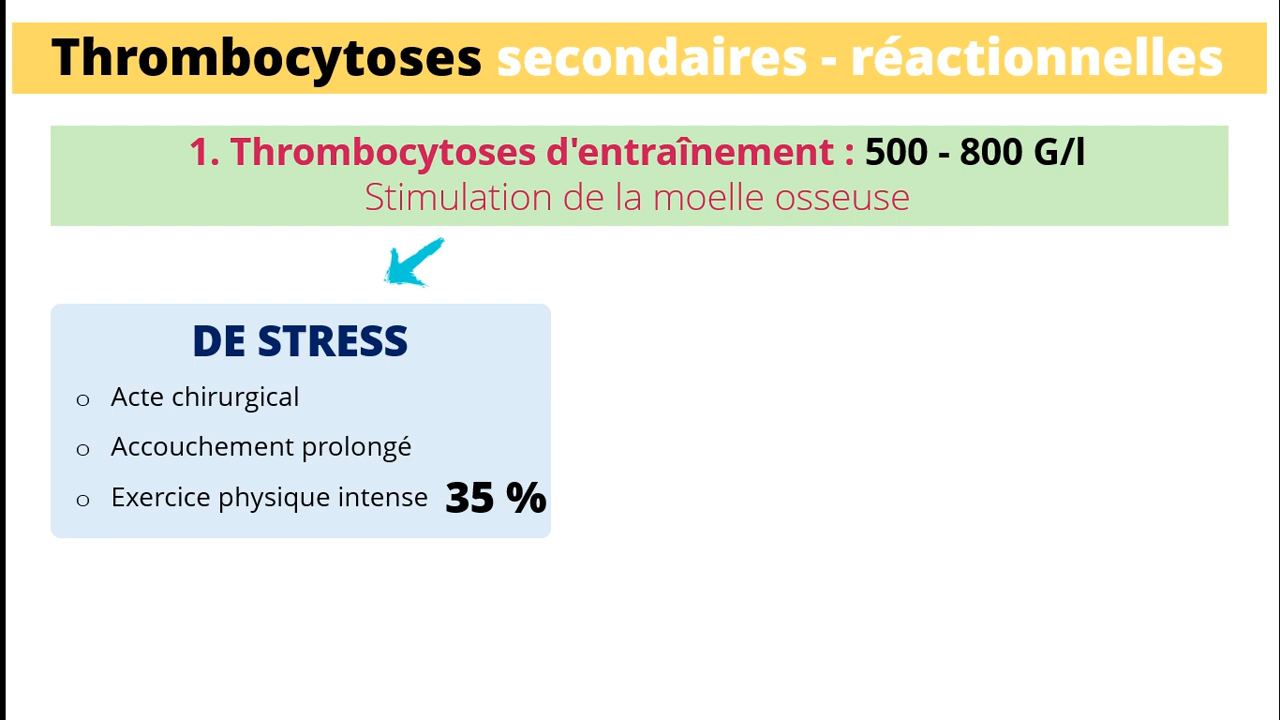 Thrombocytoses secondaires - réactionnelles
1. Thrombocytoses d'entraînement : 500 - 800 G/l
Stimulation de la moelle osseuse
DE STRESS
o Acte chirurgical
o Accouchement prolongé
o Exercice physique intense 35 %